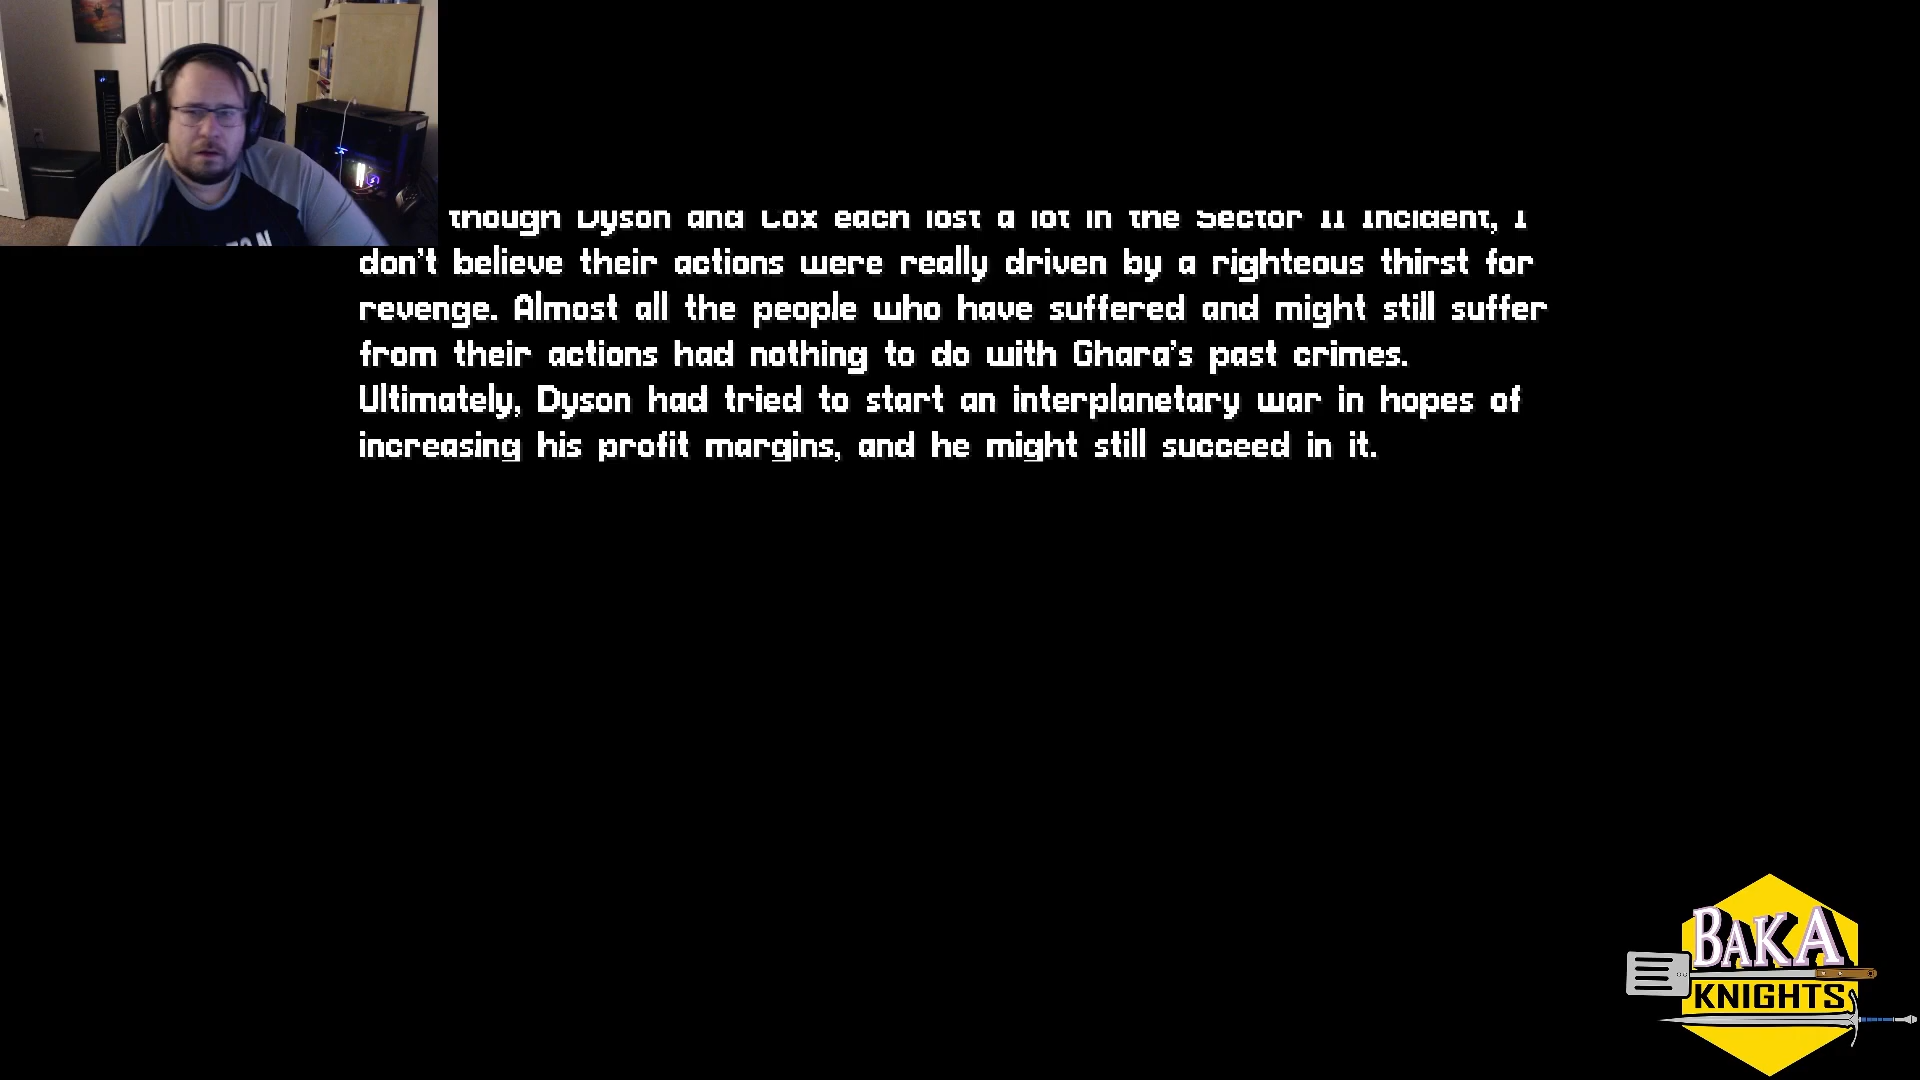 though Dyson and Cox each lost a lot in the Sector 11 Incident, I
don't believe their actions were really driven by a righteous thirst for
revenge. Almost all the people who have suffered and might still suffer
from their actions had nothing to do with Ghara's past crimes.
Ultimately, Dyson had tried to start an interplanetary war in hopes of
increasing his profit margins, and he might still succeed in it.
BAKA
KNIGHTS